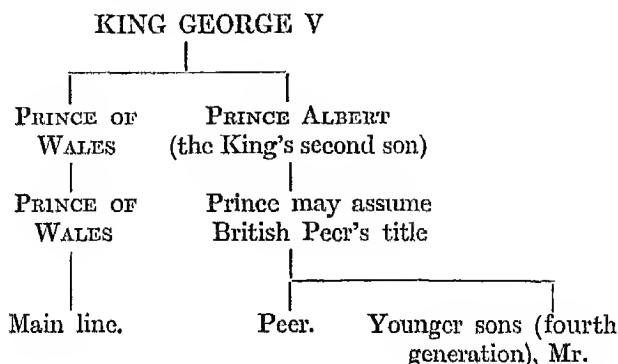 KING GEORGE V
PRINCE OF
WALES
PRINCE ALBERT
(the King's second son)
PRINCE OF
WALES
Prince may assume
British Peer's title
Main line.
Peer.
Younger sons (fourth
generation), Mr.